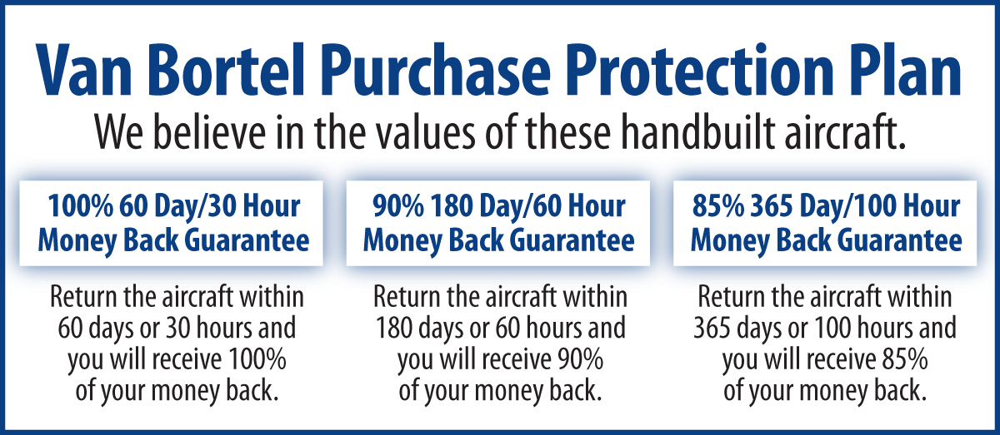 Van Bortel Purchase Protection Plan
We believe in the values of these handbuilt aircraft.
100% 60 Day/30 Hour
Money Back Guarantee
Return the aircraft within
60 days or 30 hours and
you will receive 100%
of your money back.
90% 180 Day/60 Hour
Money Back Guarantee
Return the aircraft within
180 days or 60 hours and
you will receive 90%
of your money back.
85% 365 Day/100 Hour
Money Back Guarantee
Return the aircraft within
365 days or 100 hours and
you will receive 85%
of your money back.